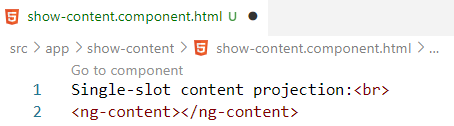 show-content.component.html U ●
src > app > show-content > show-content.component.html > ...
Go to component
1 Single-slot content projection:<br>
2 <ng-content></ng-content>